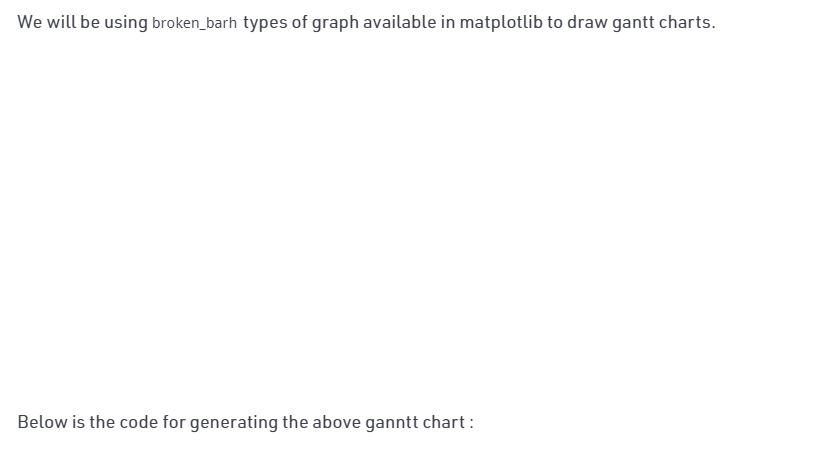 We will be using broken_barh types of graph available in matplotlib to draw gantt charts.
Below is the code for generating the above ganntt chart :